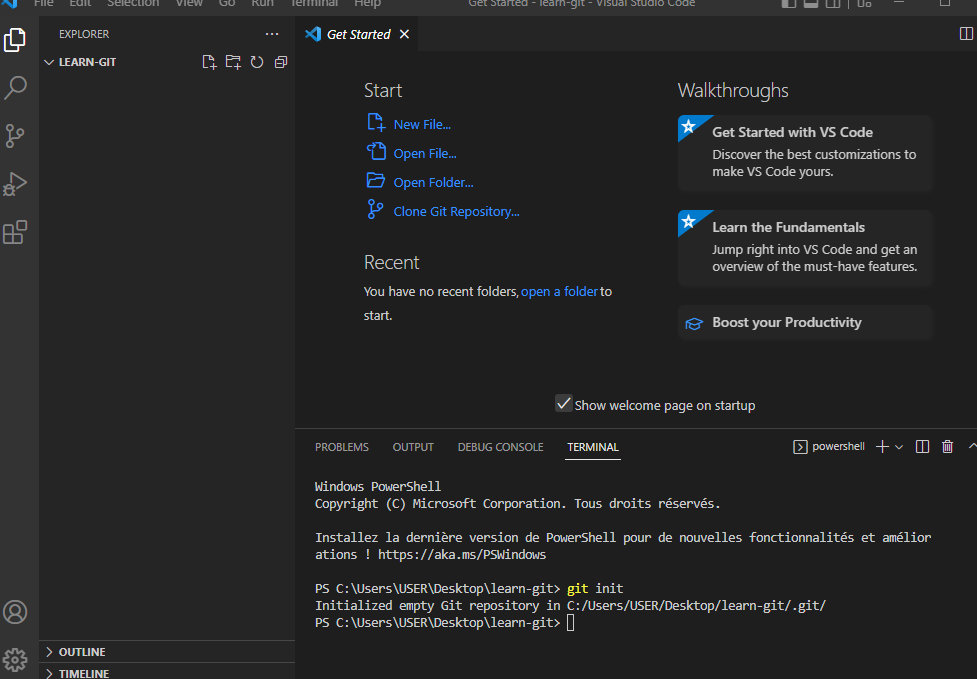 File Edit Selection View Go Run Terminal Help Get Started - learn-git - Visual Studio Code
EXPLORER
LEARN-GIT
Get Started
Start
New File...
Open File...
Open Folder...
Clone Git Repository...
Recent
You have no recent folders, open a folder to
start.
Walkthroughs
Get Started with VS Code
Discover the best customizations to
make VS Code yours.
Learn the Fundamentals
Jump right into VS Code and get an
overview of the must-have features.
Boost your Productivity
Show welcome page on startup
PROBLEMS OUTPUT DEBUG CONSOLE TERMINAL powershell
Windows PowerShell
Copyright (C) Microsoft Corporation. Tous droits réservés.
Installez la dernière version de PowerShell pour de nouvelles fonctionnalités et amélior
ations ! https://aka.ms/PSWindows
PS C:\Users\USER\Desktop\learn-git> git init
Initialized empty Git repository in C:/Users/USER/Desktop/learn-git/.git/
PS C:\Users\USER\Desktop\learn-git>
OUTLINE
TIMELINE